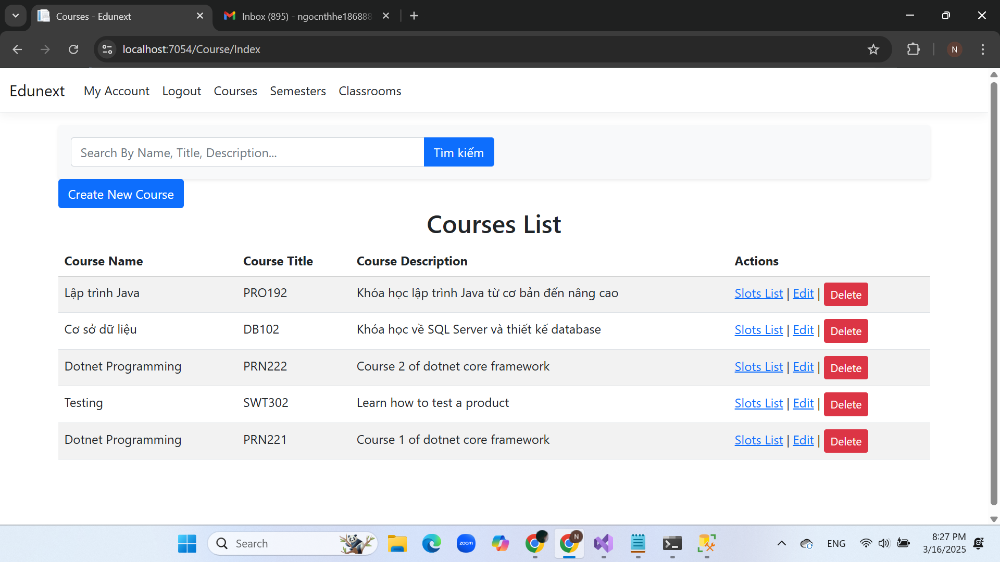 Courses - Edunext
Inbox (895) - ngocnthhe186888
localhost:7054/Course/Index
N
Edunext My Account Logout Courses Semesters Classrooms
Search By Name, Title, Description... Tìm kiếm
Create New Course
Courses List
Course Name Course Title Course Description Actions
Lập trình Java PRO192 Khóa học lập trình Java từ cơ bản đến nâng cao Slots List | Edit | Delete
Cơ sở dữ liệu DB102 Khóa học về SQL Server và thiết kế database Slots List | Edit | Delete
Dotnet Programming PRN222 Course 2 of dotnet core framework Slots List | Edit | Delete
Testing SWT302 Learn how to test a product Slots List | Edit | Delete
Dotnet Programming PRN221 Course 1 of dotnet core framework Slots List | Edit | Delete
Search
zoom
N
ENG
8:27 PM
3/16/2025